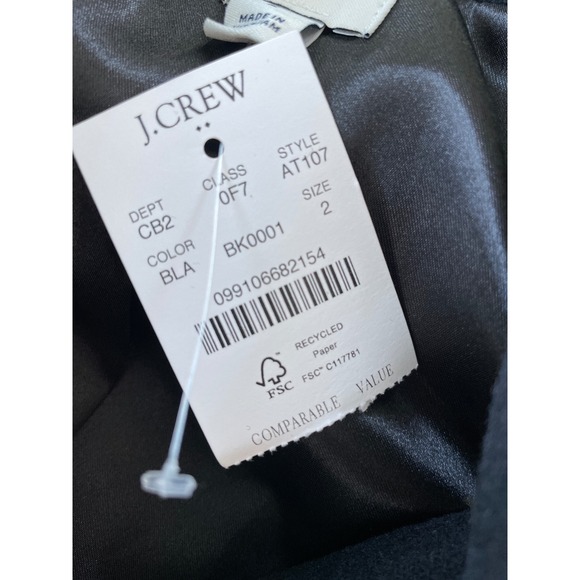 MADE IN
J.CREW
DEPT CLASS STYLE
CB2 0F7 AT107
COLOR SIZE
BLA BK0001 2
099106682154
RECYCLED
Paper
FSC™ C117781
FSC
COMPARABLE VALUE